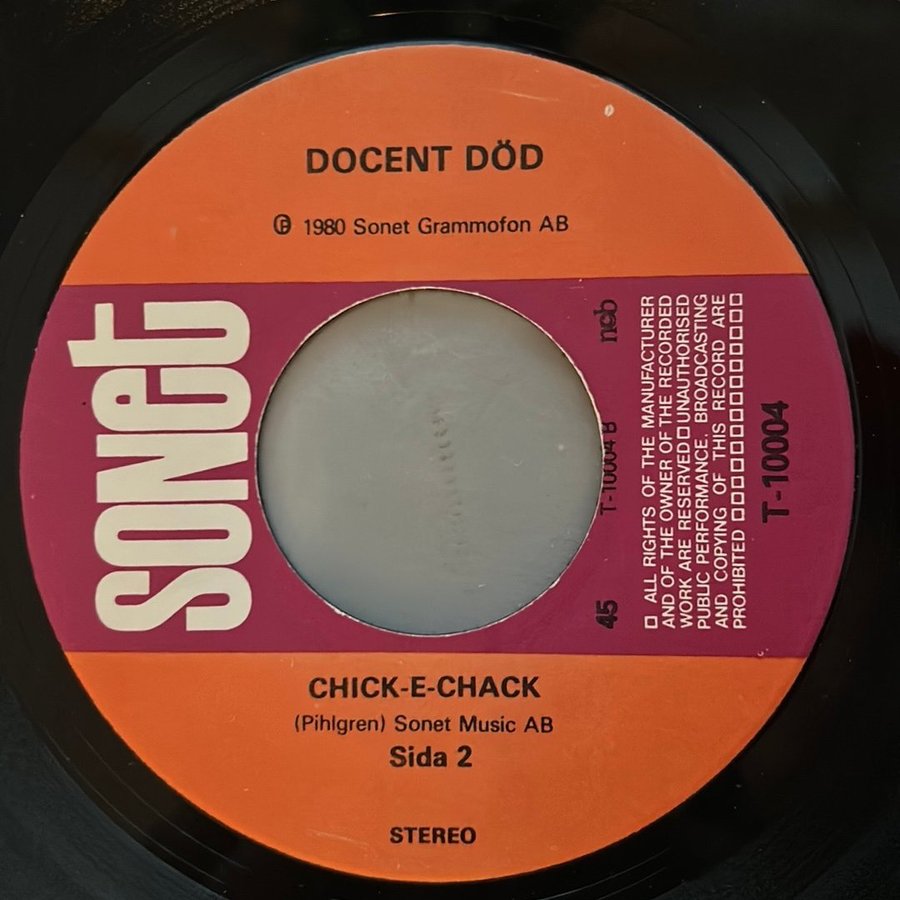 DOCENT DÖD
Ⓟ 1980 Sonet Grammofon AB
sonet
T-10004 B
ncb
45
□ ALL RIGHTS OF THE MANUFACTURER
AND OF THE OWNER OF THE RECORDED
WORK ARE RESERVED□UNAUTHORISED
PUBLIC PERFORMANCE, BROADCASTING
AND COPYING OF THIS RECORD ARE
PROHIBITED □□□□□□□□□□□□□□
T-10004
CHICK-E-CHACK
(Pihlgren) Sonet Music AB
Sida 2
STEREO